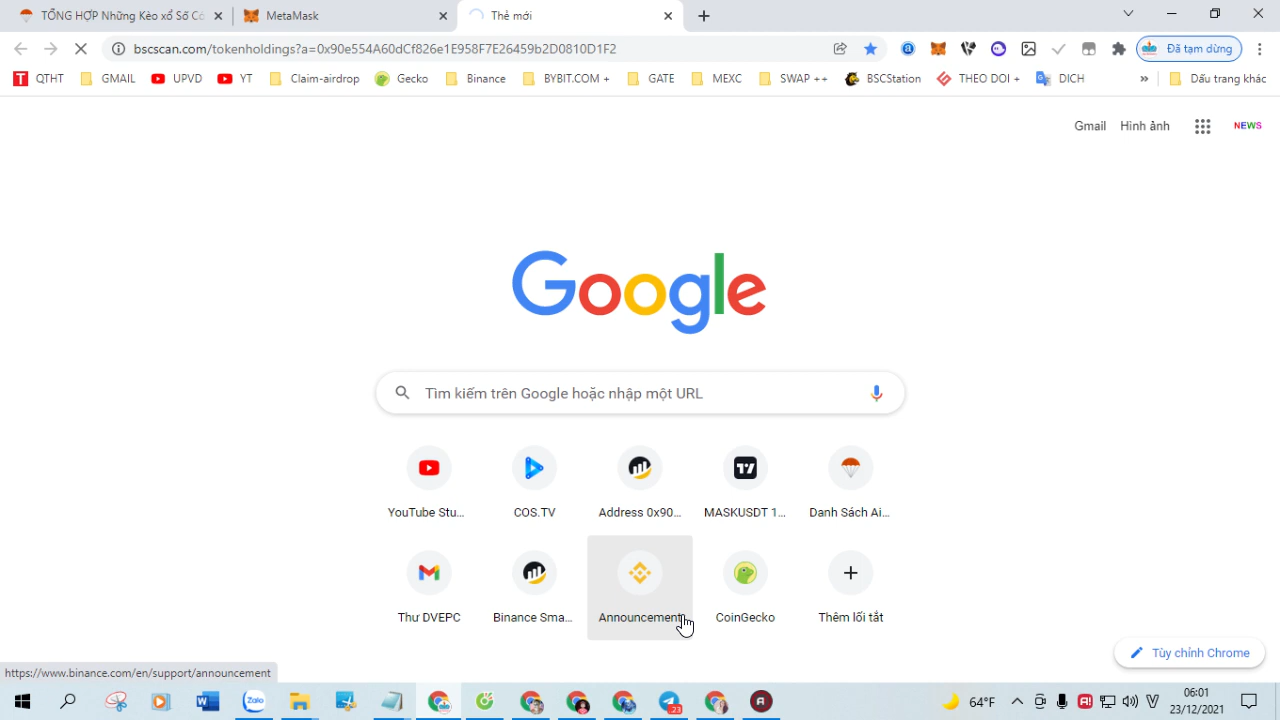 TỔNG HỢP Những Kèo xổ Số Cơ
MetaMask
Thẻ mới
bscscan.com/tokenholdings?a=0x90e554A60dCf826e1E958F7E26459b2D0810D1F2
Đã tạm dừng
QTHT
GMAIL
UPVD
YT
Claim-airdrop
Gecko
Binance
BYBIT.COM +
GATE
MEXC
SWAP ++
BSCStation
THEO DOI +
DICH
»
Dấu trang khác
Gmail
Hình ảnh
NEWS
Google
Tìm kiếm trên Google hoặc nhập một URL
YouTube Stu...
COS.TV
Address 0x90...
MASKUSDT 1...
Danh Sách Ai...
Thư DVEPC
Binance Sma...
Announcement
CoinGecko
Thêm lối tắt
Tùy chỉnh Chrome
https://www.binance.com/en/support/announcement
Zalo
23
64°F
06:01
23/12/2021